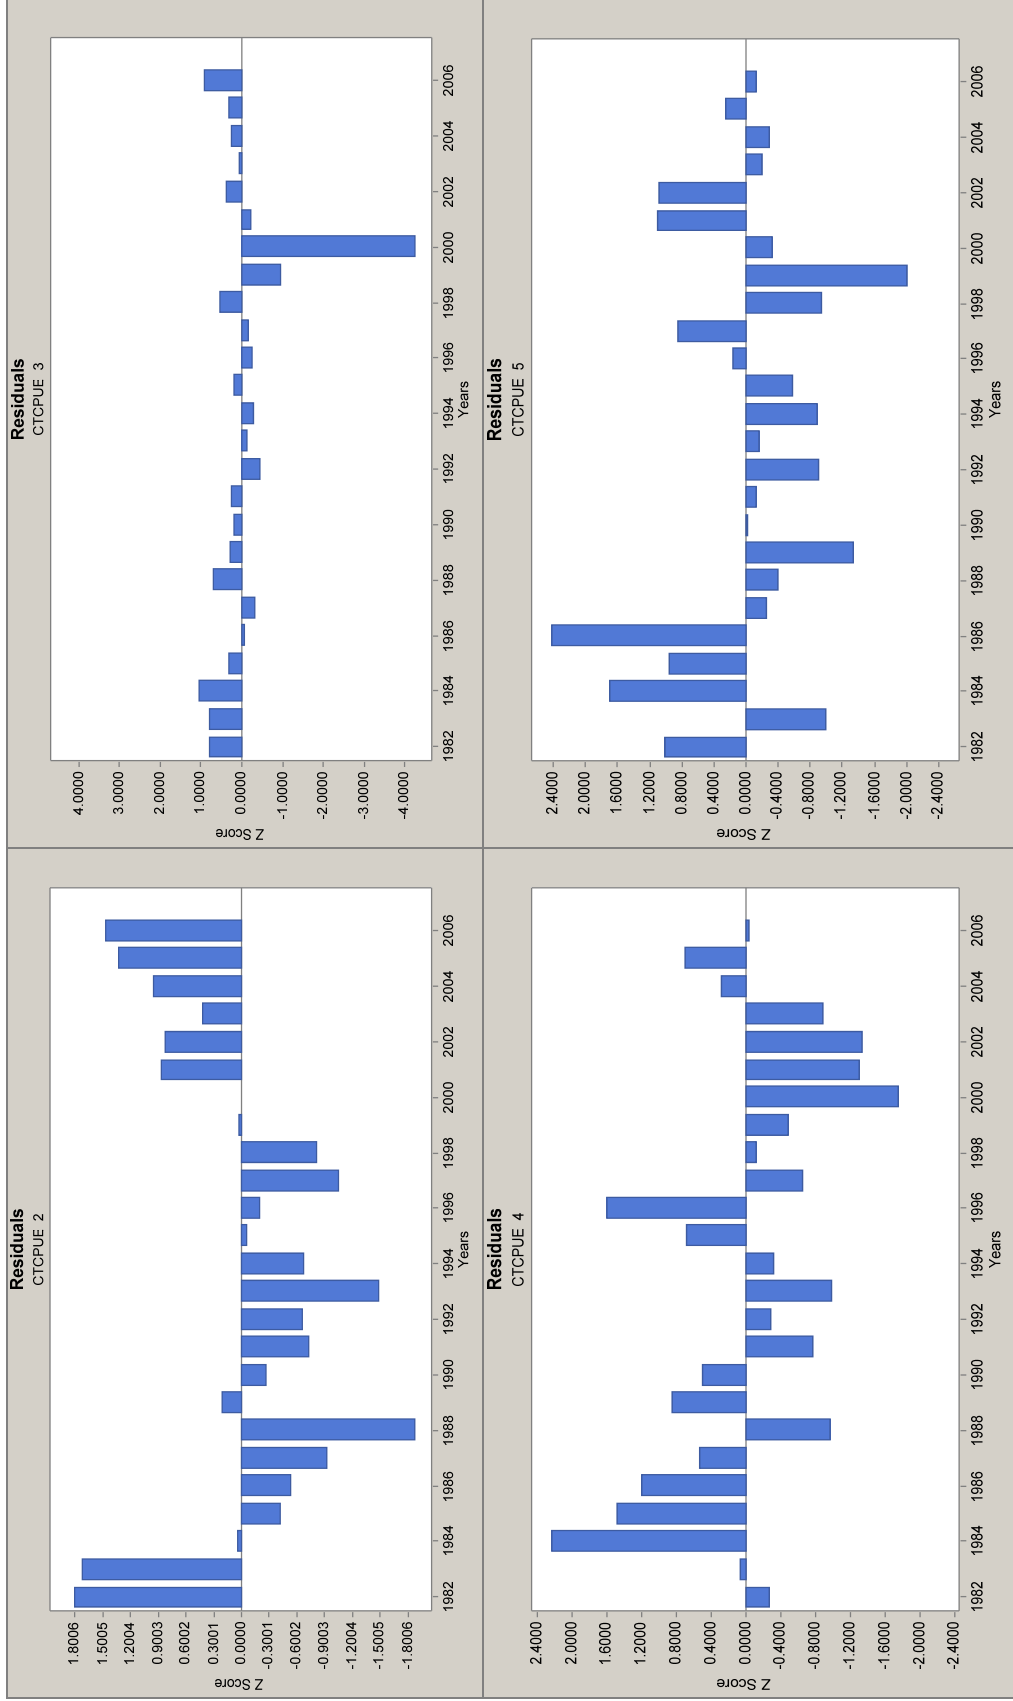 Residuals
CTCPUE 2
Z Score
1.8006
1.5005
1.2004
0.9003
0.6002
0.3001
0.0000
-0.3001
-0.6002
-0.9003
-1.2004
-1.5005
-1.8006
1982 1984 1986 1988 1990 1992 1994 1996 1998 2000 2002 2004 2006
Years
Residuals
CTCPUE 3
Z Score
4.0000
3.0000
2.0000
1.0000
0.0000
-1.0000
-2.0000
-3.0000
-4.0000
1982 1984 1986 1988 1990 1992 1994 1996 1998 2000 2002 2004 2006
Years
Residuals
CTCPUE 4
Z Score
2.4000
2.0000
1.6000
1.2000
0.8000
0.4000
0.0000
-0.4000
-0.8000
-1.2000
-1.6000
-2.0000
-2.4000
1982 1984 1986 1988 1990 1992 1994 1996 1998 2000 2002 2004 2006
Years
Residuals
CTCPUE 5
Z Score
2.4000
2.0000
1.6000
1.2000
0.8000
0.4000
0.0000
-0.4000
-0.8000
-1.2000
-1.6000
-2.0000
-2.4000
1982 1984 1986 1988 1990 1992 1994 1996 1998 2000 2002 2004 2006
Years